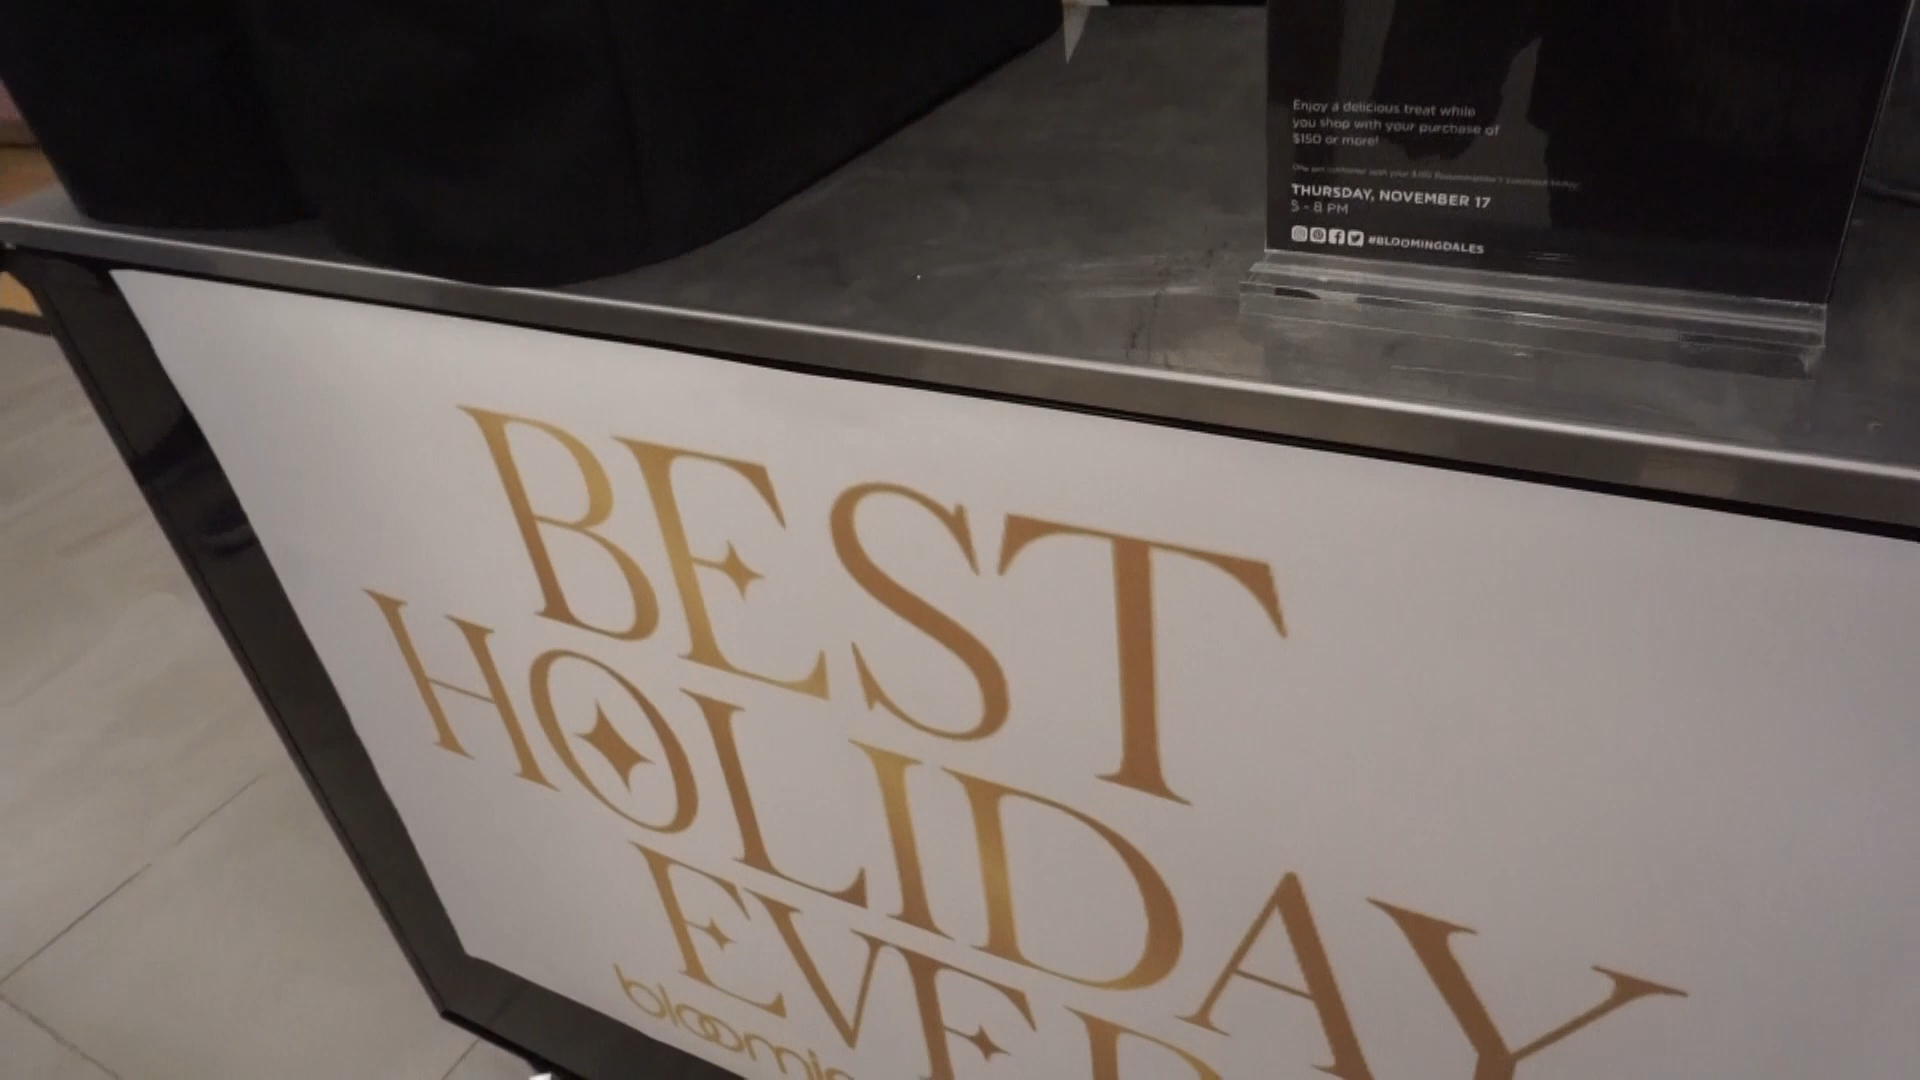 Enjoy a delicious treat while
you shop with your purchase of
$150 or more!
THURSDAY, NOVEMBER 17
5 - 8 PM
#BLOOMINGDALES
BEST
HOLIDAY
EVER
bloomin